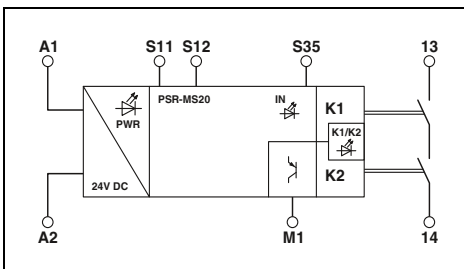 A1 S11 S12 S35 13
PSR-MS20 IN K1
PWR K1/K2
24V DC K2
A2 M1 14